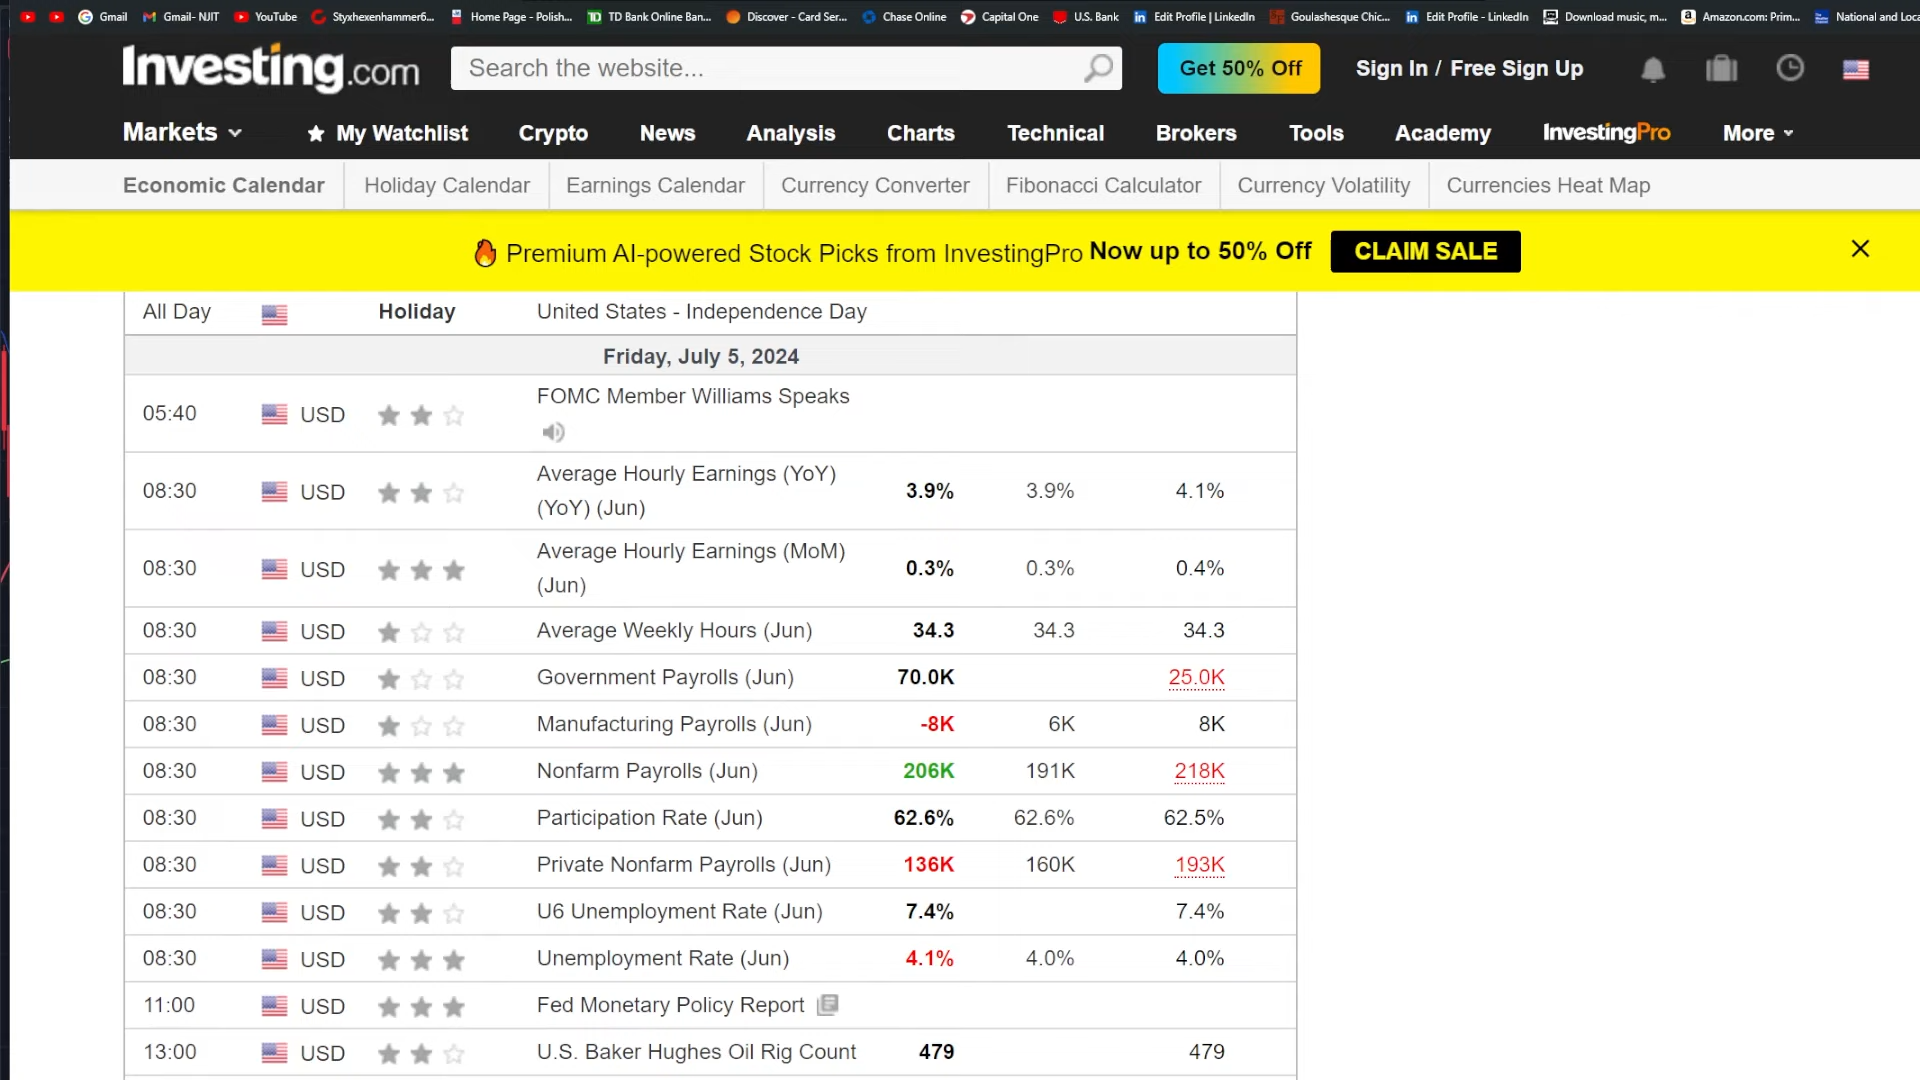 Gmail Gmail- NJIT YouTube Styxhexenhammer6... Home Page - Polish... TD Bank Online Ban... Discover - Card Ser... Chase Online Capital One U.S. Bank Edit Profile | LinkedIn Goulashesque Chic... Edit Profile - LinkedIn Download music, m... Amazon.com: Prim... National and Loca
Investing.com Search the website... Get 50% Off Sign In / Free Sign Up
Markets My Watchlist Crypto News Analysis Charts Technical Brokers Tools Academy InvestingPro More
Economic Calendar Holiday Calendar Earnings Calendar Currency Converter Fibonacci Calculator Currency Volatility Currencies Heat Map
Premium AI-powered Stock Picks from InvestingPro Now up to 50% Off CLAIM SALE
All Day Holiday United States - Independence Day
Friday, July 5, 2024
05:40 USD FOMC Member Williams Speaks
08:30 USD Average Hourly Earnings (YoY) 3.9% 3.9% 4.1%
(YoY) (Jun)
08:30 USD Average Hourly Earnings (MoM) 0.3% 0.3% 0.4%
(Jun)
08:30 USD Average Weekly Hours (Jun) 34.3 34.3 34.3
08:30 USD Government Payrolls (Jun) 70.0K 25.0K
08:30 USD Manufacturing Payrolls (Jun) -8K 6K 8K
08:30 USD Nonfarm Payrolls (Jun) 206K 191K 218K
08:30 USD Participation Rate (Jun) 62.6% 62.6% 62.5%
08:30 USD Private Nonfarm Payrolls (Jun) 136K 160K 193K
08:30 USD U6 Unemployment Rate (Jun) 7.4% 7.4%
08:30 USD Unemployment Rate (Jun) 4.1% 4.0% 4.0%
11:00 USD Fed Monetary Policy Report
13:00 USD U.S. Baker Hughes Oil Rig Count 479 479